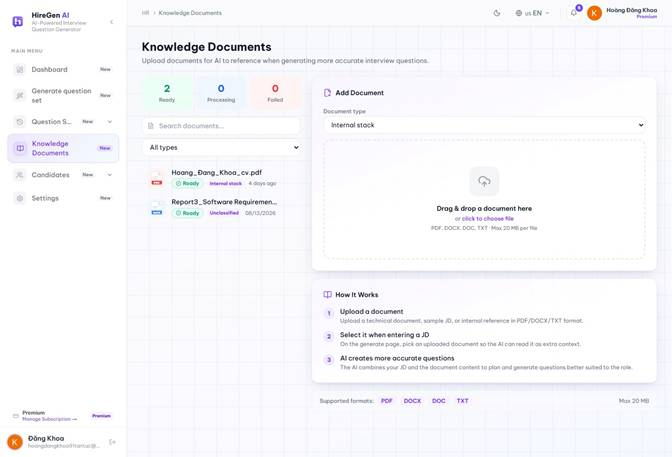 HireGen AI
AI-Powered Interview
Question Generator
MAIN MENU
Dashboard New
Generate question set New
Question S... New
Knowledge Documents New
Candidates New
Settings New
Premium
Manage Subscription → Premium
K Đăng Khoa
HR > Knowledge Documents
us EN
K Hoàng Đăng Khoa
Premium
Knowledge Documents
Upload documents for AI to reference when generating more accurate interview questions.
2 Ready
0 Processing
0 Failed
Search documents...
All types
Hoang_Đang_Khoa_cv.pdf
Ready Internal stack 4 days ago
Report3_Software Requiremen...
Ready Unclassified 08/13/2026
Add Document
Document type
Internal stack
Drag & drop a document here
or click to choose file
PDF, DOCX, DOC, TXT · Max 20 MB per file
How It Works
1 Upload a document
Upload a technical document, sample JD, or internal reference in PDF/DOCX/TXT format.
2 Select it when entering a JD
On the generate page, pick an uploaded document so the AI can read it as extra context.
3 AI creates more accurate questions
The AI combines your JD and the document content to plan and generate questions better suited to the role.
Supported formats: PDF DOCX DOC TXT Max 20 MB